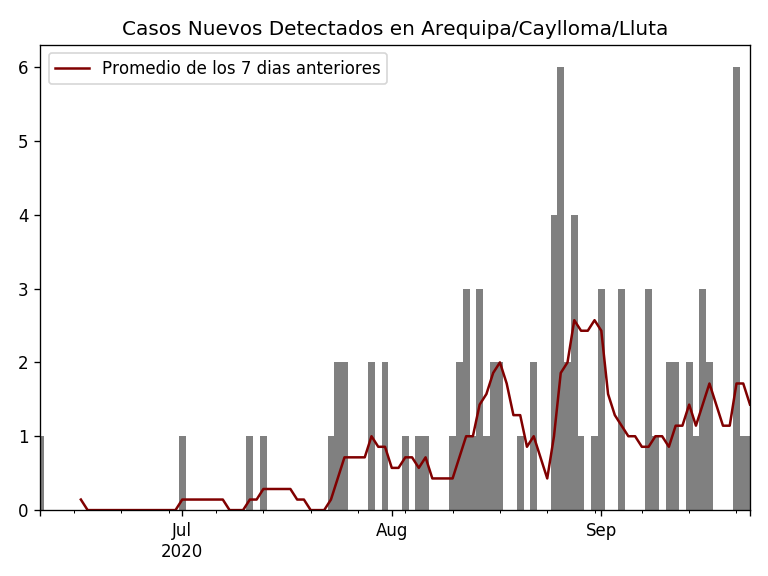 Casos Nuevos Detectados en Arequipa/Caylloma/Lluta
Promedio de los 7 dias anteriores
6
5
4
3
2
1
0
Jul
2020
Aug
Sep